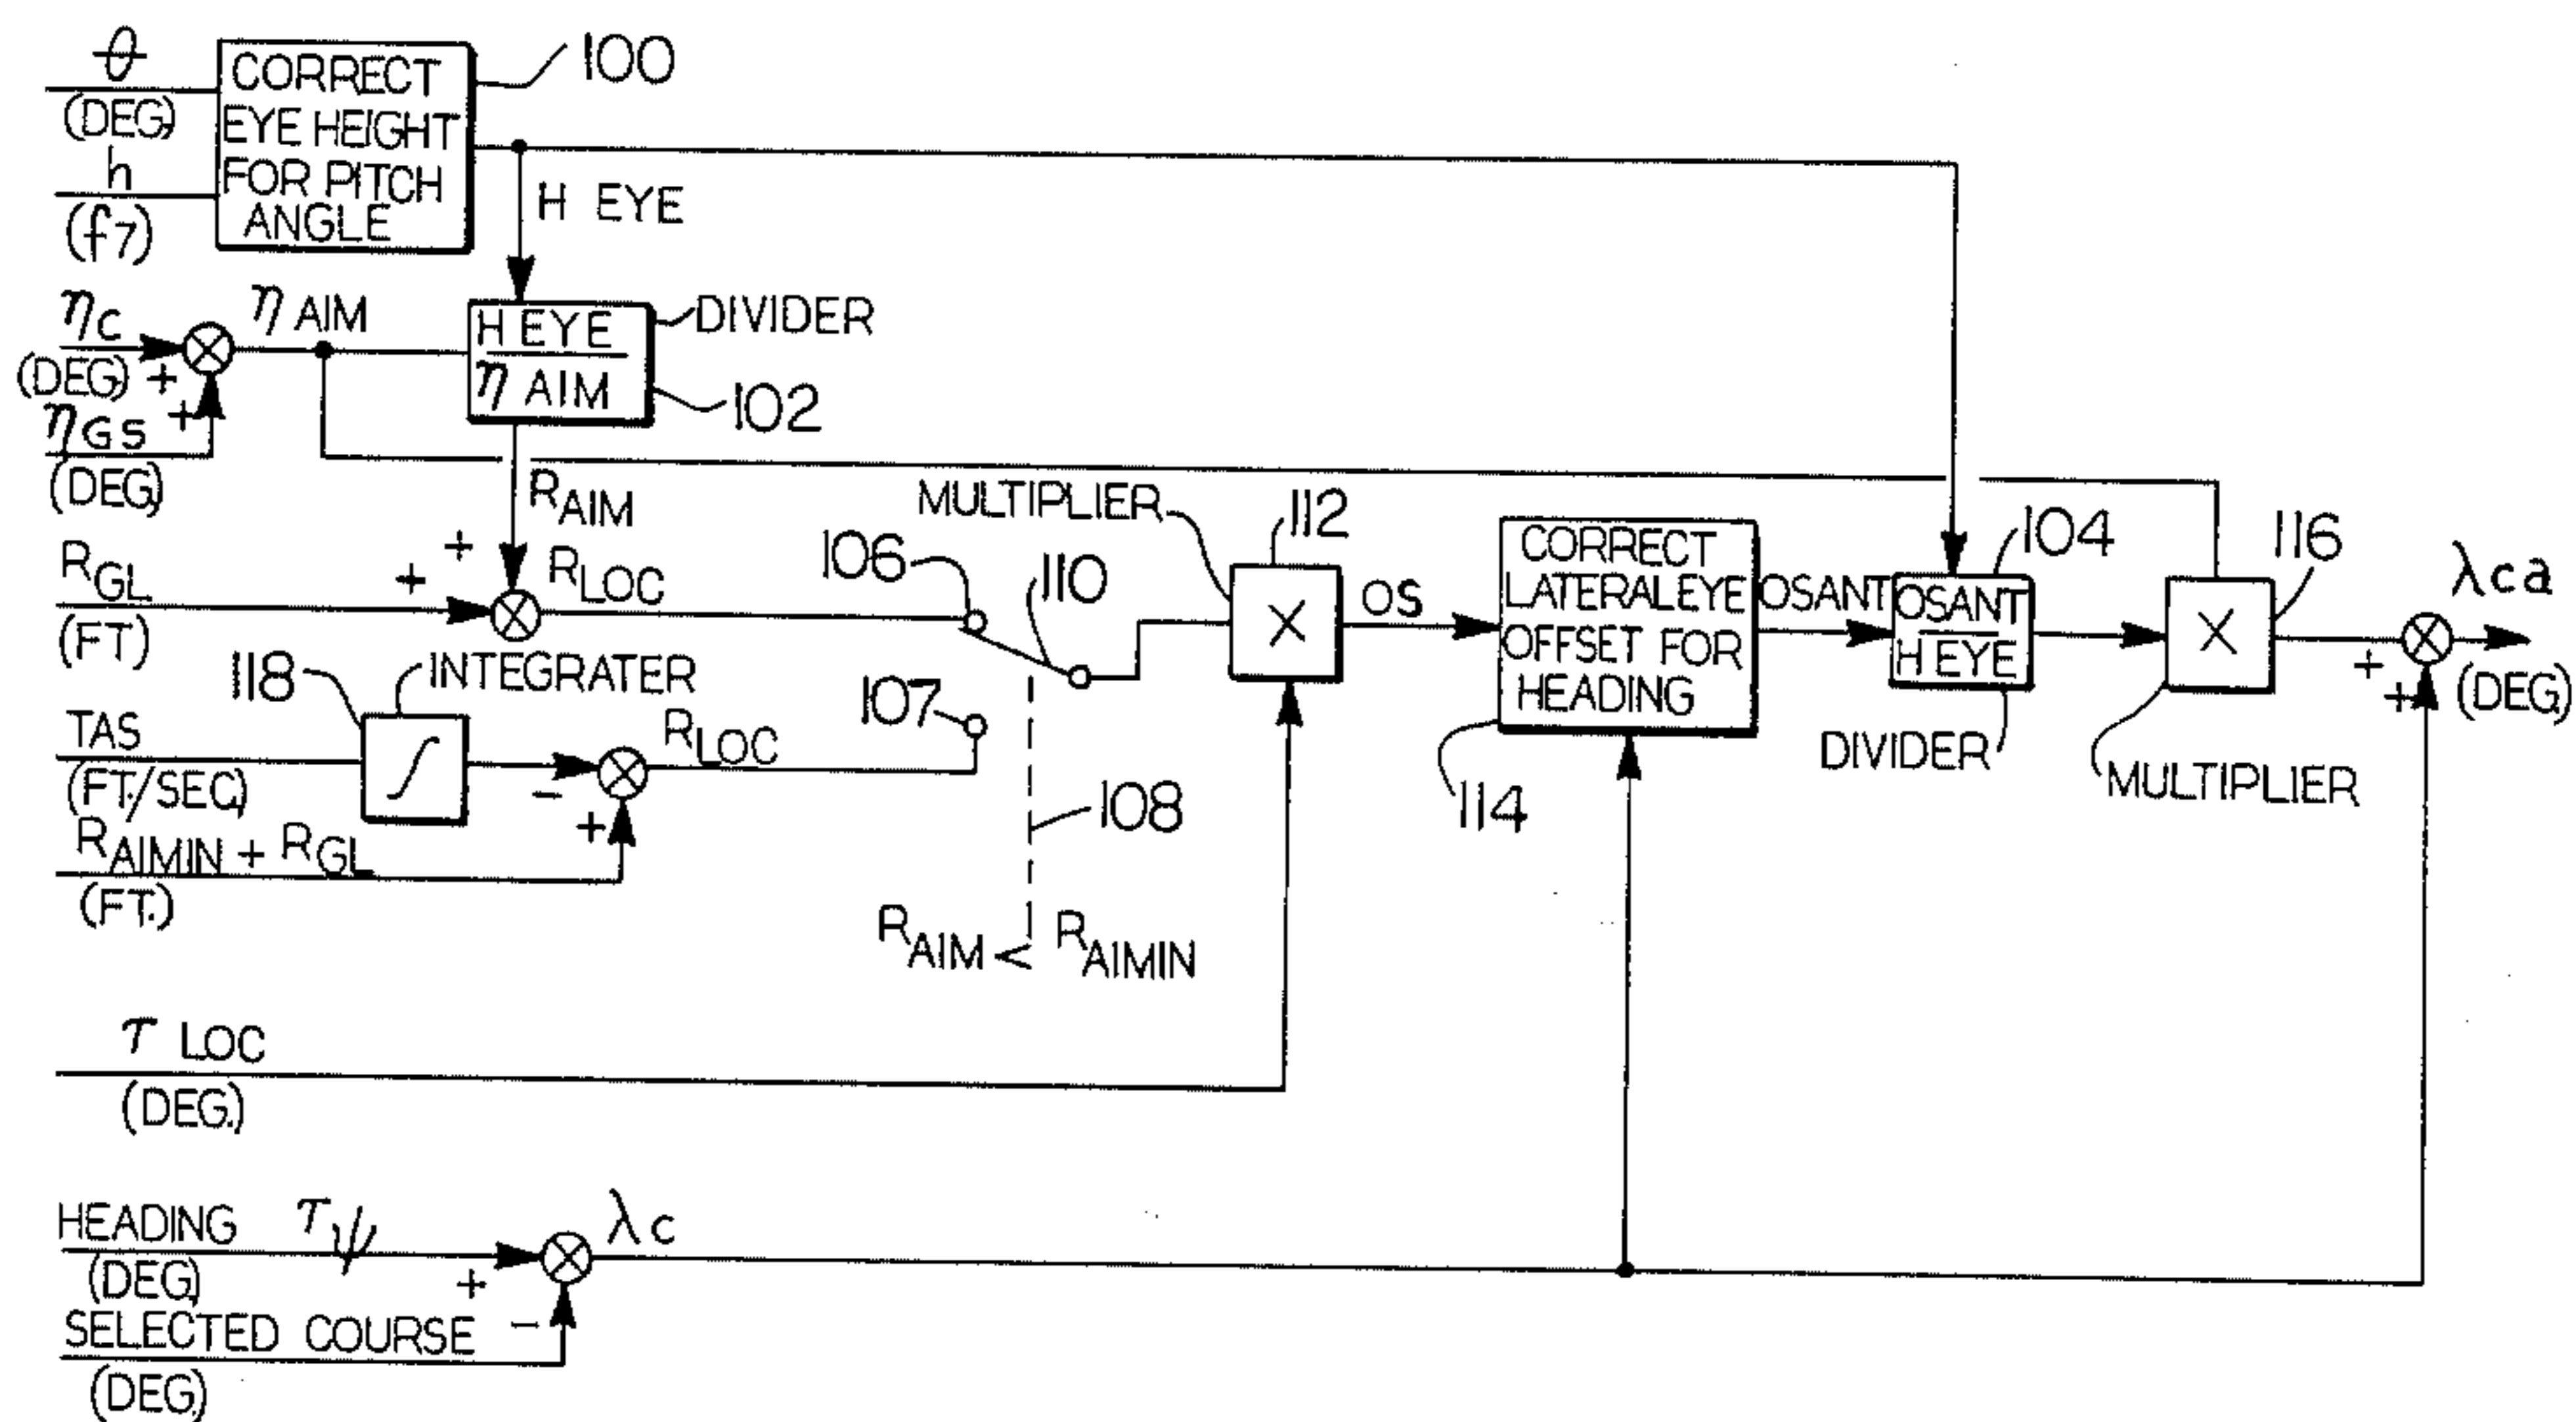 θ
(DEG)
h
(f7)
CORRECT
EYE HEIGHT
FOR PITCH
ANGLE
100
H EYE
ηC
(DEG) +
ηGS +
(DEG)
η AIM
H EYE
η AIM
DIVIDER
102
RAIM
RGL
(FT)
+
+
RLOC
106
110
MULTIPLIER
112
X
OS
CORRECT
LATERAL EYE
OFFSET FOR
HEADING
114
OSANT
OSANT
H EYE
104
DIVIDER
116
X
MULTIPLIER
λca
+
+
(DEG)
118
INTEGRATER
∫
TAS
(FT./SEC)
RAIMIN + RGL
(FT.)
-
+
RLOC
107
108
RAIM < RAIMIN
τ LOC
(DEG.)
HEADING τψ
(DEG)
+
SELECTED COURSE -
(DEG)
λc